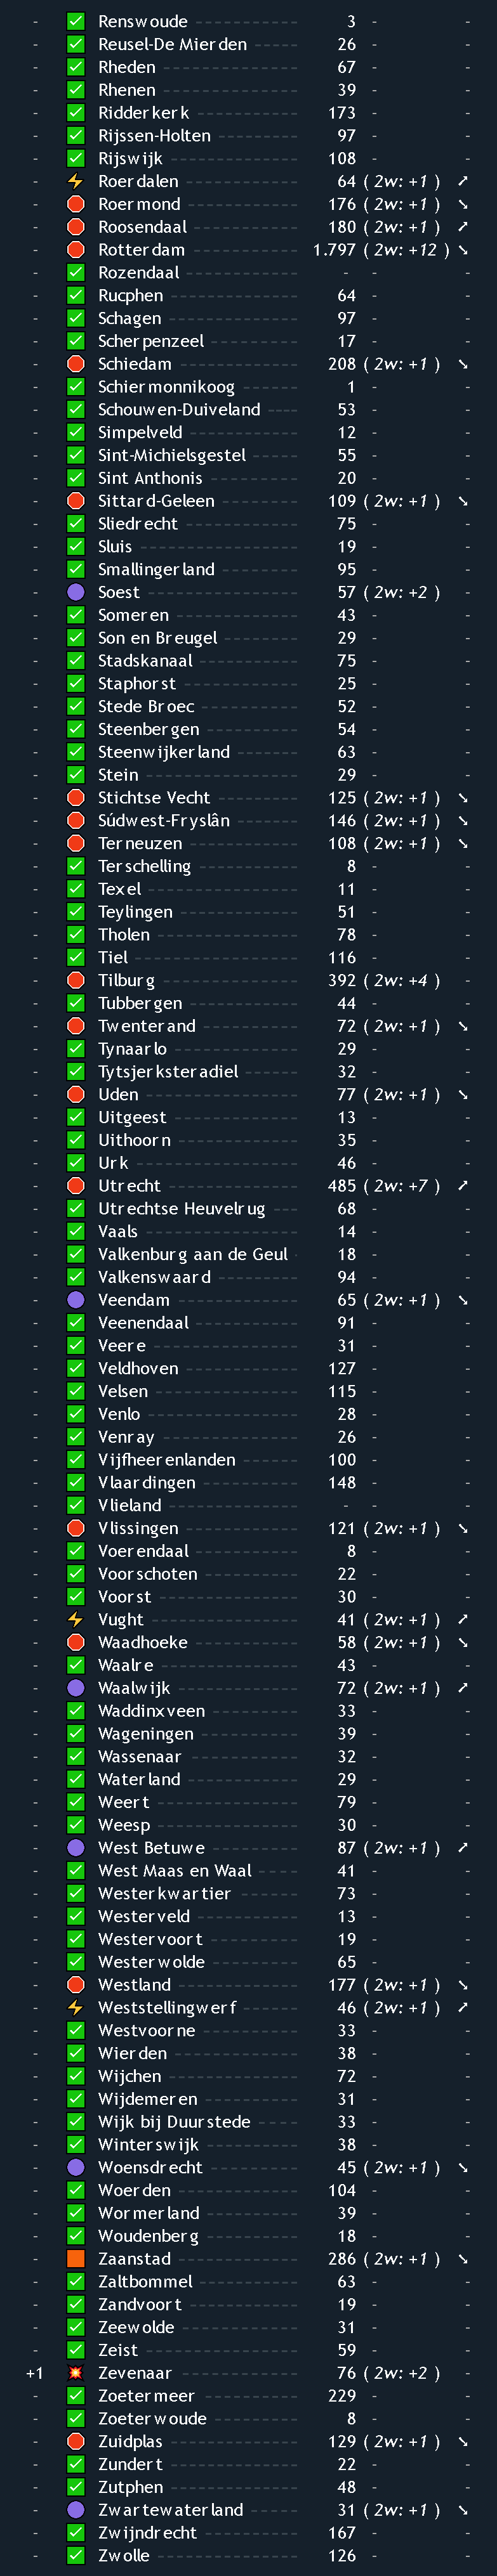 - ✅ Renswoude 3 -
- ✅ Reusel-De Mierden 26 -
- ✅ Rheden 67 -
- ✅ Rhenen 39 -
- ✅ Ridderkerk 173 -
- ✅ Rijssen-Holten 97 -
- ✅ Rijswijk 108 -
- ⚡ Roerdalen 64 ( 2w: +1 ) ↗
- 🛑 Roermond 176 ( 2w: +1 ) ↘
- 🛑 Roosendaal 180 ( 2w: +1 ) ↗
- 🛑 Rotterdam 1.797 ( 2w: +12 ) ↘
- ✅ Rozendaal - - -
- ✅ Rucphen 64 - -
- ✅ Schagen 97 - -
- ✅ Scherpenzeel 17 - -
- 🛑 Schiedam 208 ( 2w: +1 ) ↘
- ✅ Schiermonnikoog 1 - -
- ✅ Schouwen-Duiveland 53 - -
- ✅ Simpelveld 12 - -
- ✅ Sint-Michielsgestel 55 - -
- ✅ Sint Anthonis 20 - -
- 🛑 Sittard-Geleen 109 ( 2w: +1 ) ↘
- ✅ Sliedrecht 75 - -
- ✅ Sluis 19 - -
- ✅ Smallingerland 95 - -
- 🟣 Soest 57 ( 2w: +2 ) -
- ✅ Someren 43 - -
- ✅ Son en Breugel 29 - -
- ✅ Stadskanaal 75 - -
- ✅ Staphorst 25 - -
- ✅ Stede Broec 52 - -
- ✅ Steenbergen 54 - -
- ✅ Steenwijkerland 63 - -
- ✅ Stein 29 - -
- 🛑 Stichtse Vecht 125 ( 2w: +1 ) ↘
- 🛑 Súdwest-Fryslân 146 ( 2w: +1 ) ↘
- 🛑 Terneuzen 108 ( 2w: +1 ) ↘
- ✅ Terschelling 8 - -
- ✅ Texel 11 - -
- ✅ Teylingen 51 - -
- ✅ Tholen 78 - -
- ✅ Tiel 116 - -
- 🛑 Tilburg 392 ( 2w: +4 ) -
- ✅ Tubbergen 44 - -
- 🛑 Twenterand 72 ( 2w: +1 ) ↘
- ✅ Tynaarlo 29 - -
- ✅ Tytsjerksteradiel 32 - -
- 🛑 Uden 77 ( 2w: +1 ) ↘
- ✅ Uitgeest 13 - -
- ✅ Uithoorn 35 - -
- ✅ Urk 46 - -
- 🛑 Utrecht 485 ( 2w: +7 ) ↗
- ✅ Utrechtse Heuvelrug 68 - -
- ✅ Vaals 14 - -
- ✅ Valkenburg aan de Geul 18 - -
- ✅ Valkenswaard 94 - -
- 🟣 Veendam 65 ( 2w: +1 ) ↘
- ✅ Veenendaal 91 - -
- ✅ Veere 31 - -
- ✅ Veldhoven 127 - -
- ✅ Velsen 115 - -
- ✅ Venlo 28 - -
- ✅ Venray 26 - -
- ✅ Vijfheerenlanden 100 - -
- ✅ Vlaardingen 148 - -
- ✅ Vlieland - - -
- 🛑 Vlissingen 121 ( 2w: +1 ) ↘
- ✅ Voerendaal 8 - -
- ✅ Voorschoten 22 - -
- ✅ Voorst 30 - -
- ⚡ Vught 41 ( 2w: +1 ) ↗
- 🛑 Waadhoeke 58 ( 2w: +1 ) ↘
- ✅ Waalre 43 - -
- 🟣 Waalwijk 72 ( 2w: +1 ) ↗
- ✅ Waddinxveen 33 - -
- ✅ Wageningen 39 - -
- ✅ Wassenaar 32 - -
- ✅ Waterland 29 - -
- ✅ Weert 79 - -
- ✅ Weesp 30 - -
- 🟣 West Betuwe 87 ( 2w: +1 ) ↗
- ✅ West Maas en Waal 41 - -
- ✅ Westerkwartier 73 - -
- ✅ Westerveld 13 - -
- ✅ Westervoort 19 - -
- ✅ Westerwolde 65 - -
- 🛑 Westland 177 ( 2w: +1 ) ↘
- ⚡ Weststellingwerf 46 ( 2w: +1 ) ↗
- ✅ Westvoorne 33 - -
- ✅ Wierden 38 - -
- ✅ Wijchen 72 - -
- ✅ Wijdemeren 31 - -
- ✅ Wijk bij Duurstede 33 - -
- ✅ Winterswijk 38 - -
- 🟣 Woensdrecht 45 ( 2w: +1 ) ↘
- ✅ Woerden 104 - -
- ✅ Wormerland 39 - -
- ✅ Woudenberg 18 - -
- 🟧 Zaanstad 286 ( 2w: +1 ) ↘
- ✅ Zaltbommel 63 - -
- ✅ Zandvoort 19 - -
- ✅ Zeewolde 31 - -
- ✅ Zeist 59 - -
+1 💥 Zevenaar 76 ( 2w: +2 ) -
- ✅ Zoetermeer 229 - -
- ✅ Zoeterwoude 8 - -
- 🛑 Zuidplas 129 ( 2w: +1 ) ↘
- ✅ Zundert 22 - -
- ✅ Zutphen 48 - -
- 🟣 Zwartewaterland 31 ( 2w: +1 ) ↘
- ✅ Zwijndrecht 167 - -
- ✅ Zwolle 126 - -